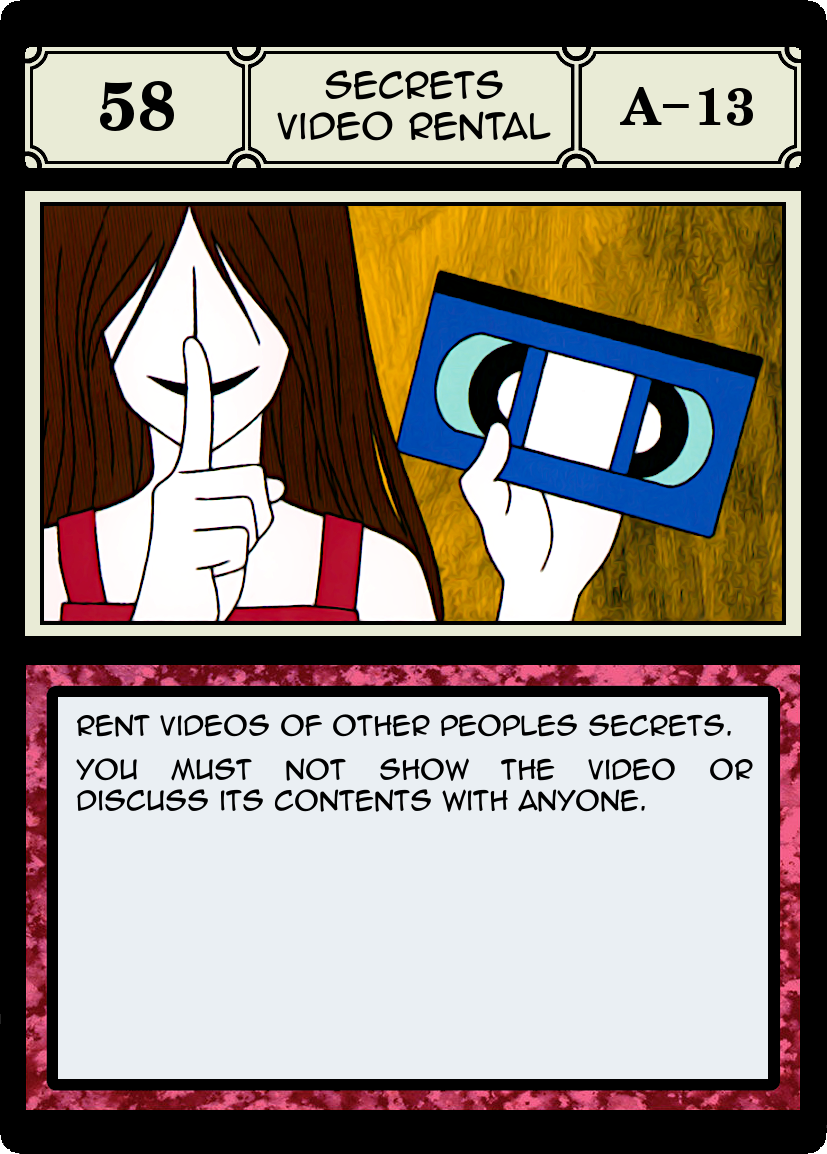 58
SECRETS
VIDEO RENTAL
A-13
RENT VIDEOS OF OTHER PEOPLES SECRETS.
YOU MUST NOT SHOW THE VIDEO OR
DISCUSS ITS CONTENTS WITH ANYONE.